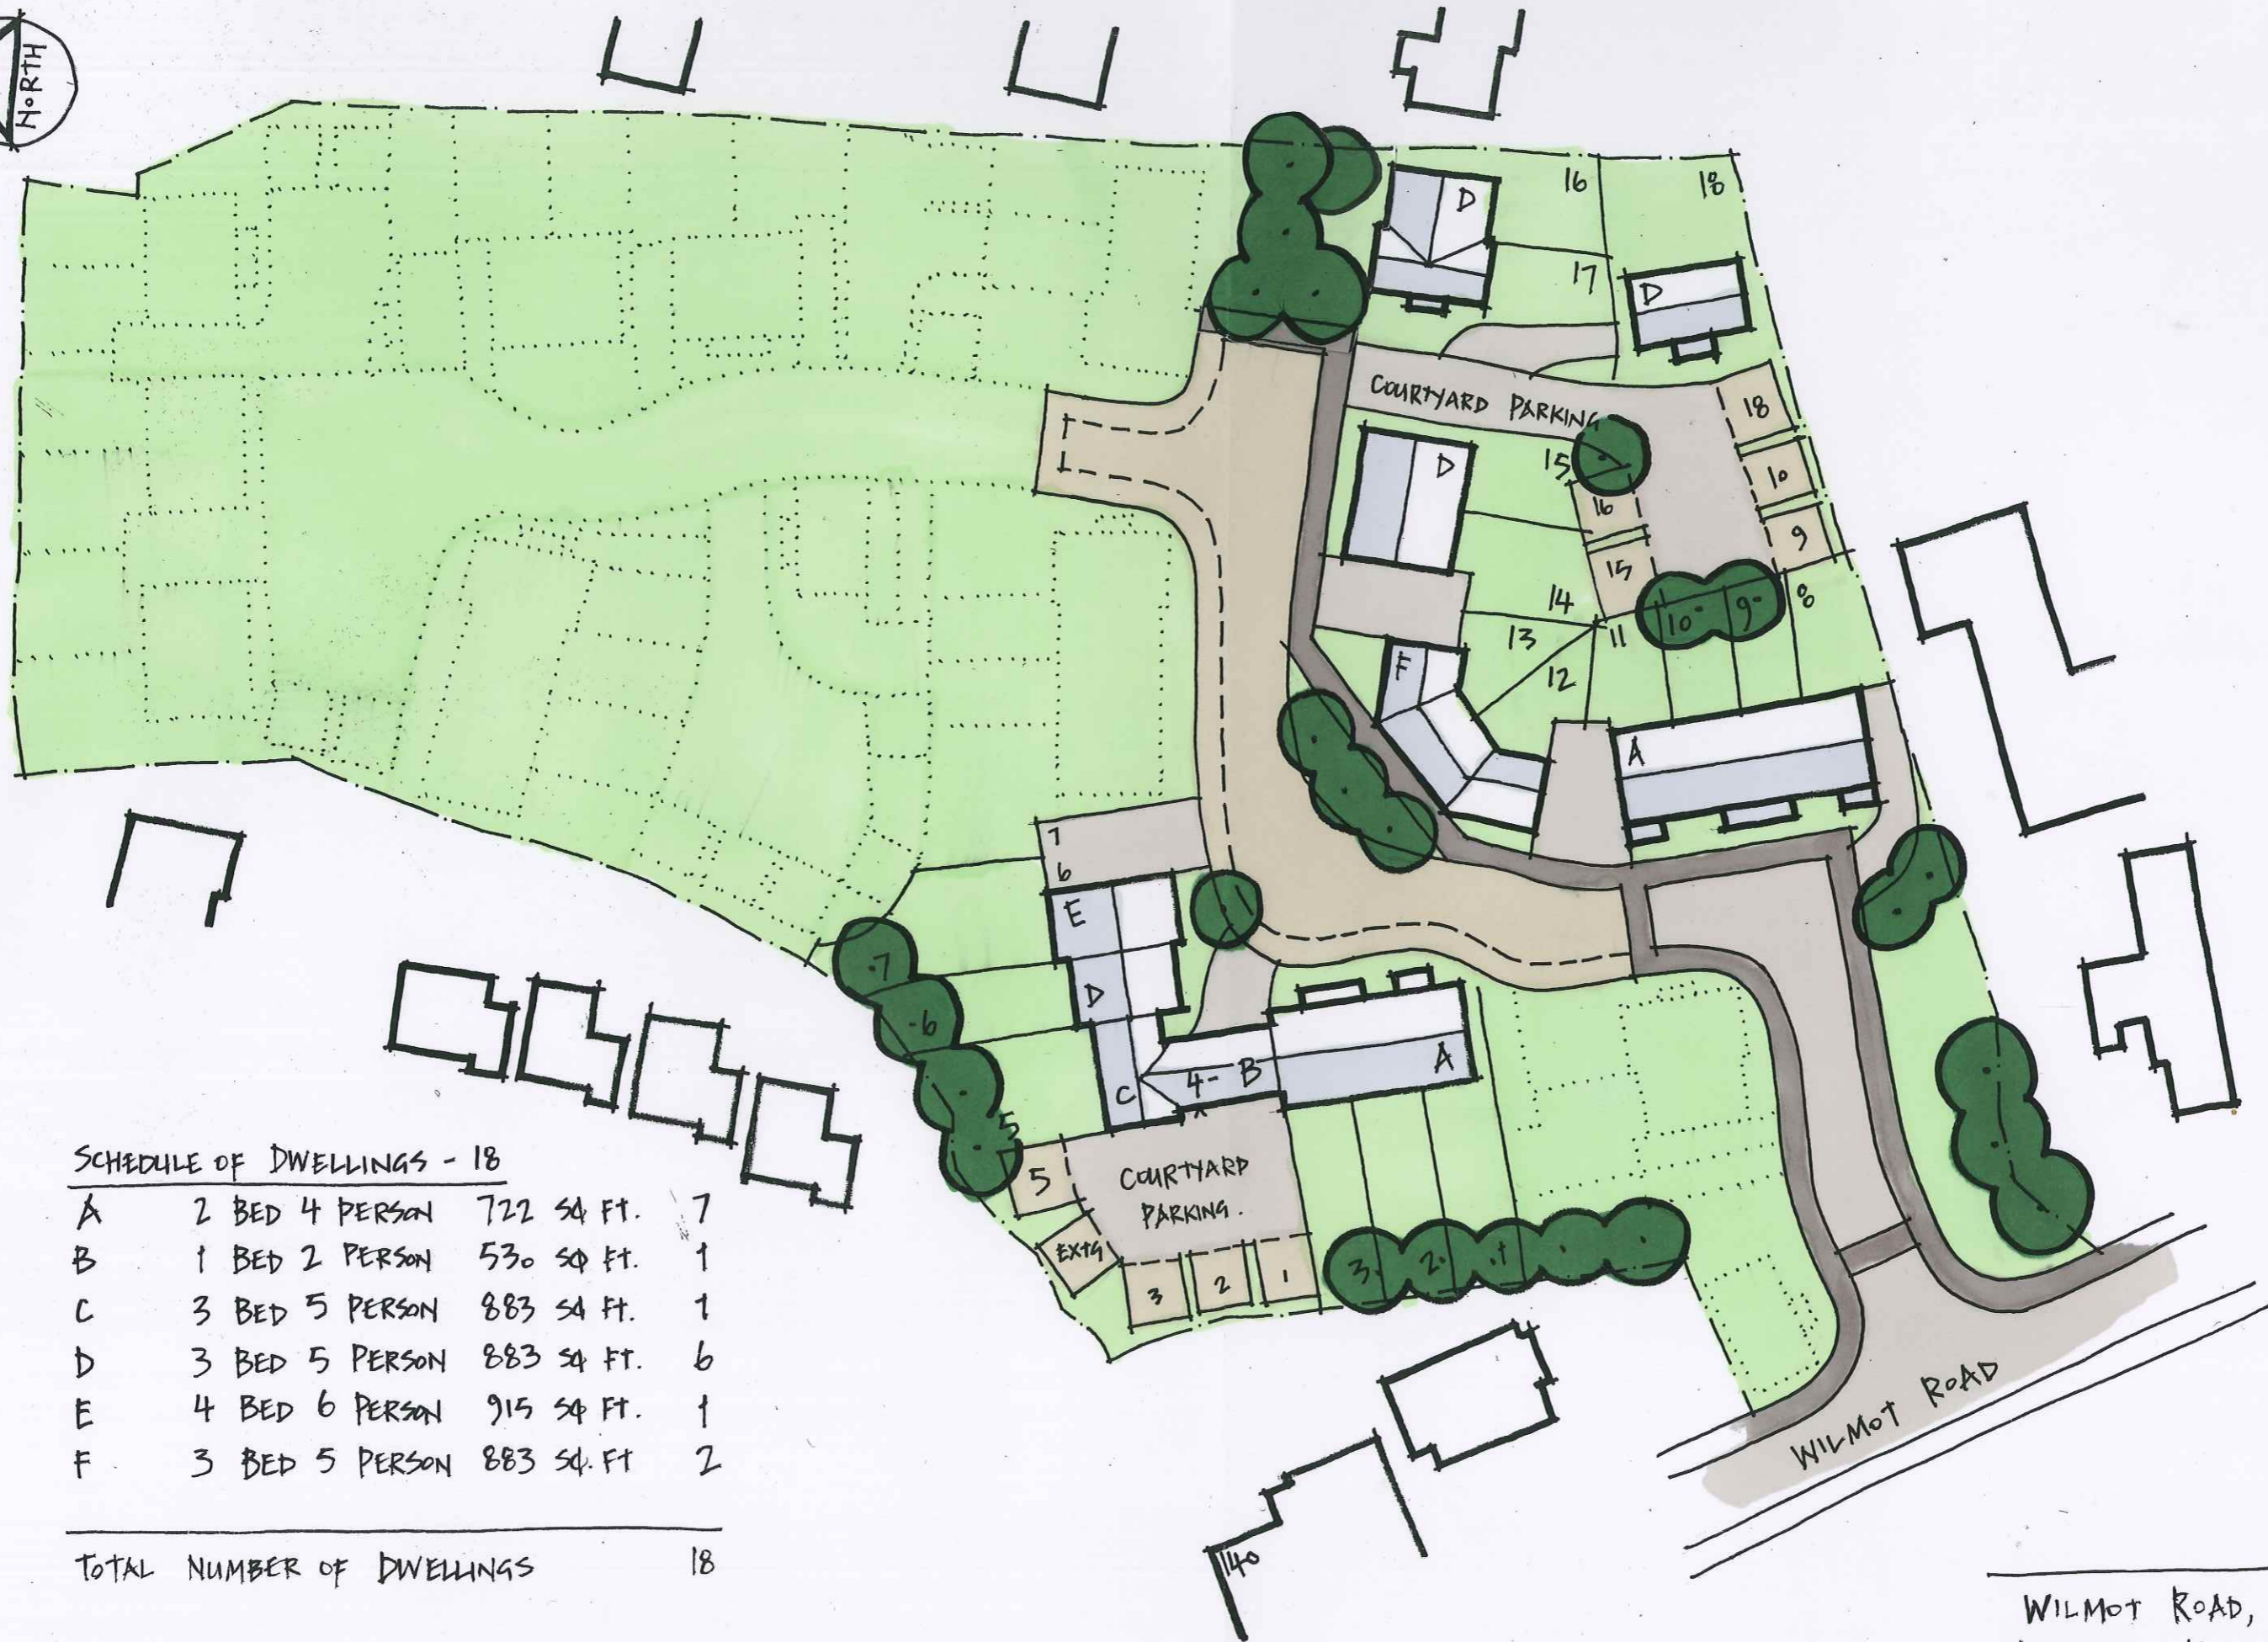 NORTH
D
16
18
17
D
COURTYARD PARKING
18
D
15
10
16
9
15
14
10
9
8
13
11
F
12
A
7
6
E
7
D
6
4 - B
A
C
5
5
COURTYARD
PARKING.
EXTG
3
2
1
3
2
1
WILMOT ROAD
140
SCHEDULE OF DWELLINGS - 18
A 2 BED 4 PERSON 722 SQ FT. 7
B 1 BED 2 PERSON 530 SQ FT. 1
C 3 BED 5 PERSON 883 SQ FT. 1
D 3 BED 5 PERSON 883 SQ FT. 6
E 4 BED 6 PERSON 915 SQ FT. 1
F 3 BED 5 PERSON 883 SQ. FT 2
TOTAL NUMBER OF DWELLINGS 18
WILMOT ROAD,